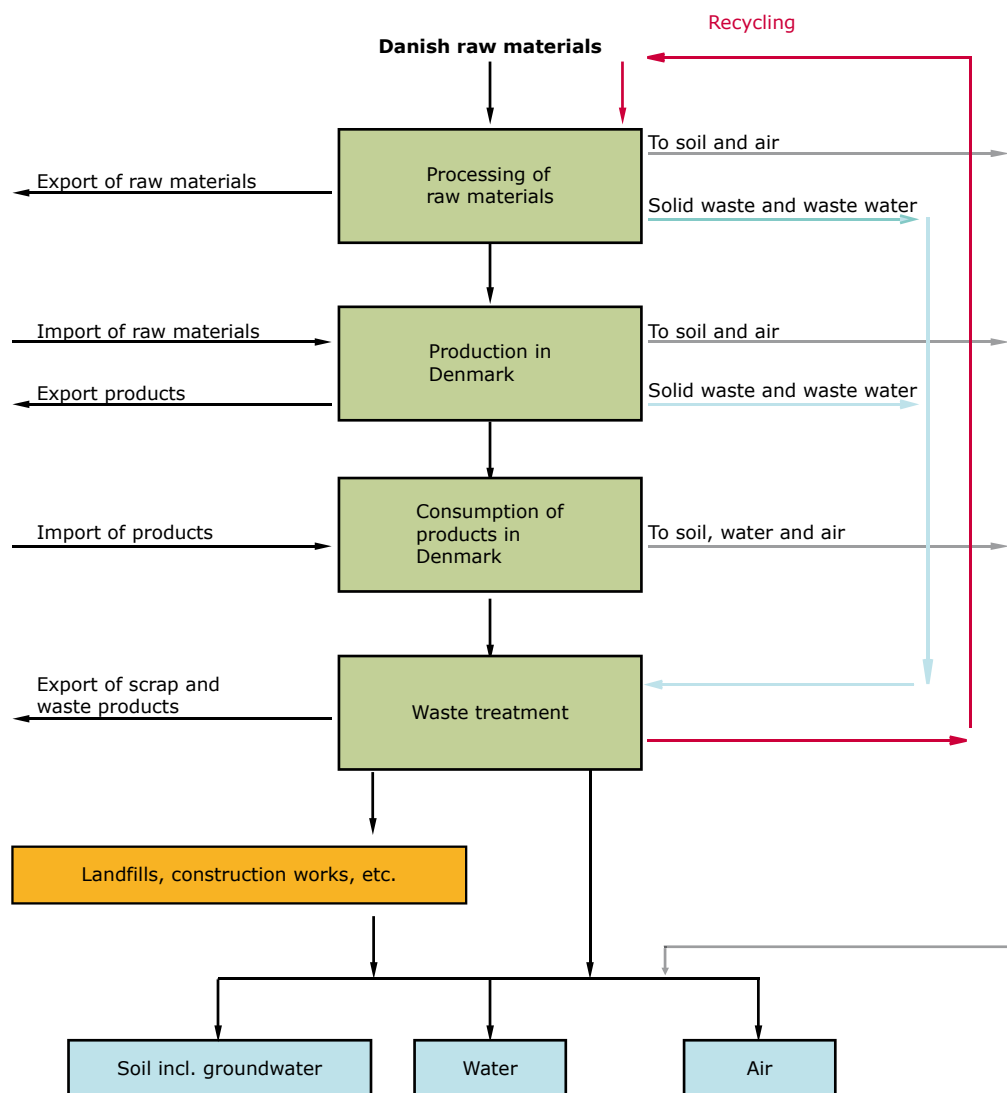 Recycling
Danish raw materials
To soil and air
Export of raw materials
Processing of
raw materials
Solid waste and waste water
Import of raw materials
To soil and air
Production in
Denmark
Export products
Solid waste and waste water
Consumption of
products in
Denmark
Import of products
To soil, water and air
Export of scrap and
waste products
Waste treatment
Landfills, construction works, etc.
Soil incl. groundwater
Water
Air